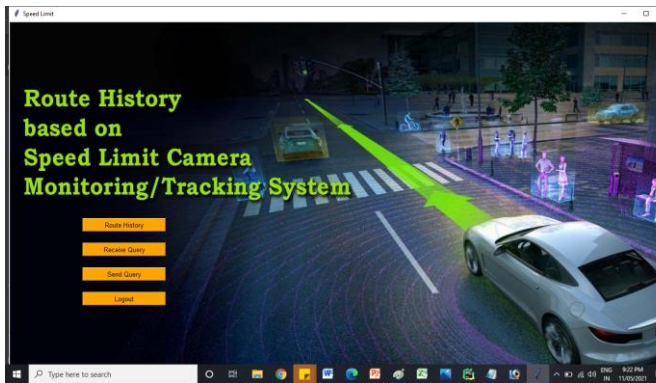 Speed Limit
Route History
based on
Speed Limit Camera
Monitoring/Tracking System
Route History
Receive Query
Send Query
Logout
Type here to search
ENG
IN
9:22 PM
11/05/2021